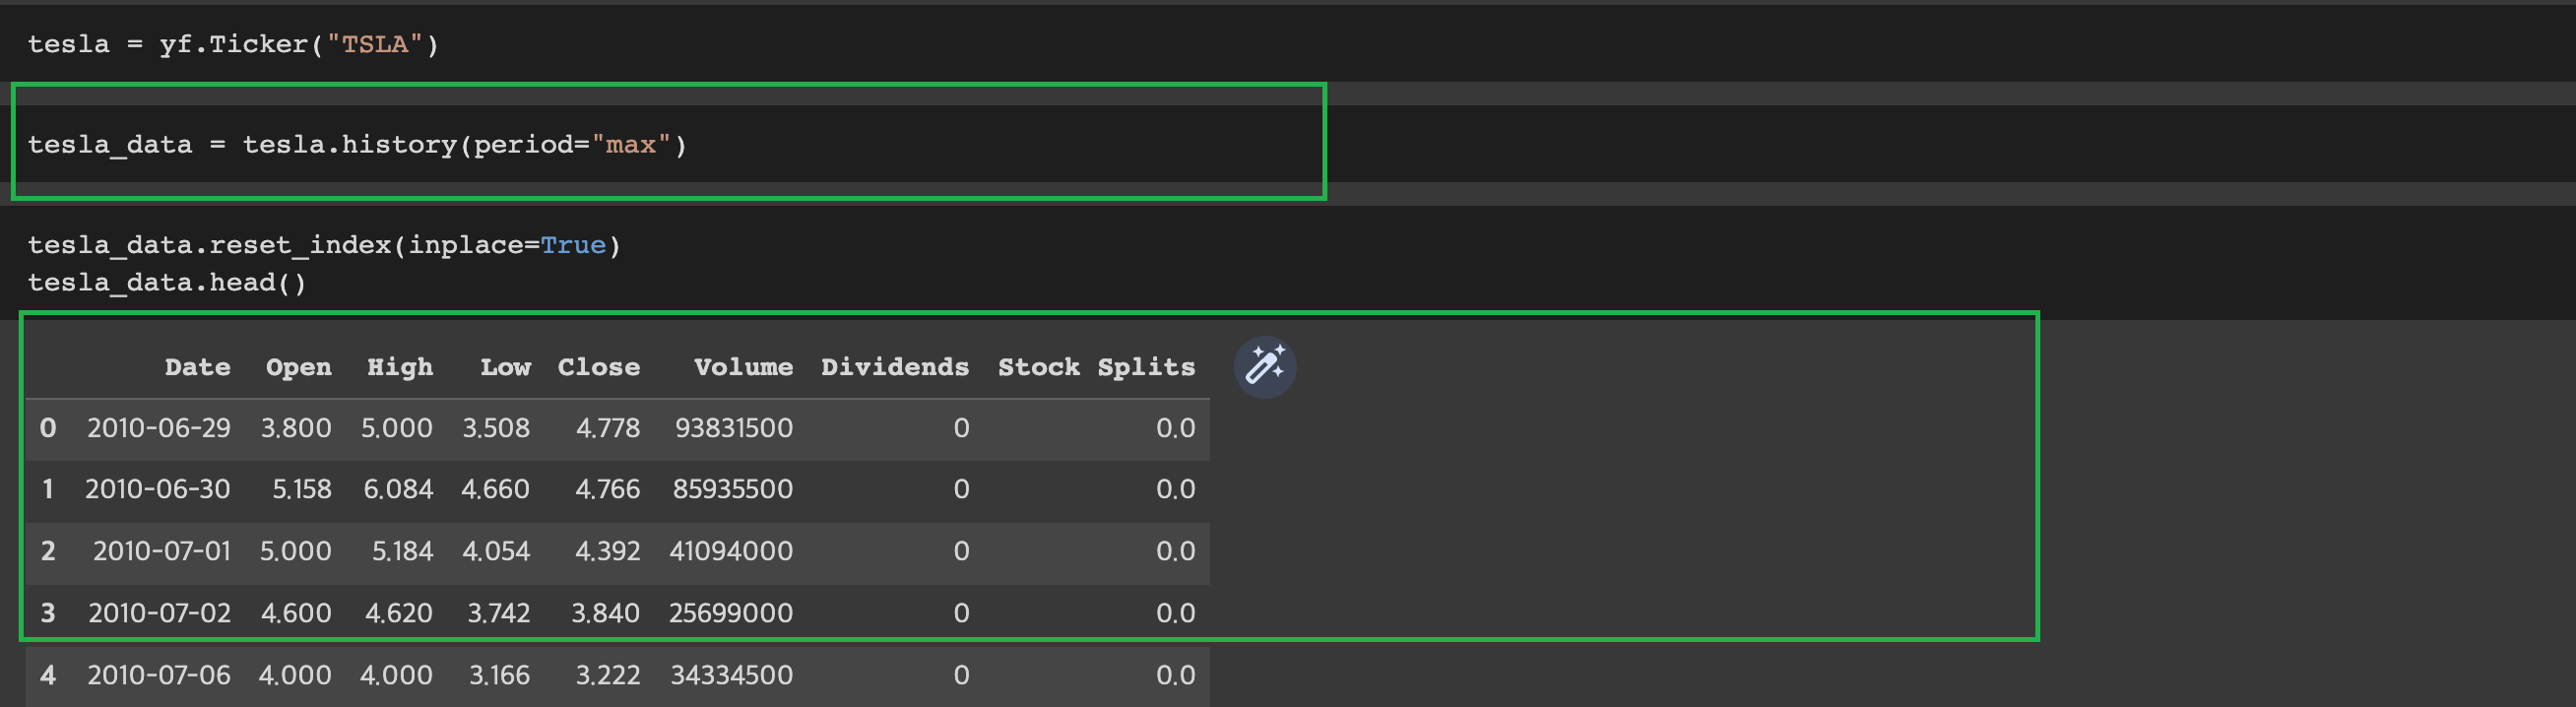 tesla = yf.Ticker("TSLA")
tesla_data = tesla.history(period="max")
tesla_data.reset_index(inplace=True)
tesla_data.head()
Date Open High Low Close Volume Dividends Stock Splits
0 2010-06-29 3.800 5.000 3.508 4.778 93831500 0 0.0
1 2010-06-30 5.158 6.084 4.660 4.766 85935500 0 0.0
2 2010-07-01 5.000 5.184 4.054 4.392 41094000 0 0.0
3 2010-07-02 4.600 4.620 3.742 3.840 25699000 0 0.0
4 2010-07-06 4.000 4.000 3.166 3.222 34334500 0 0.0